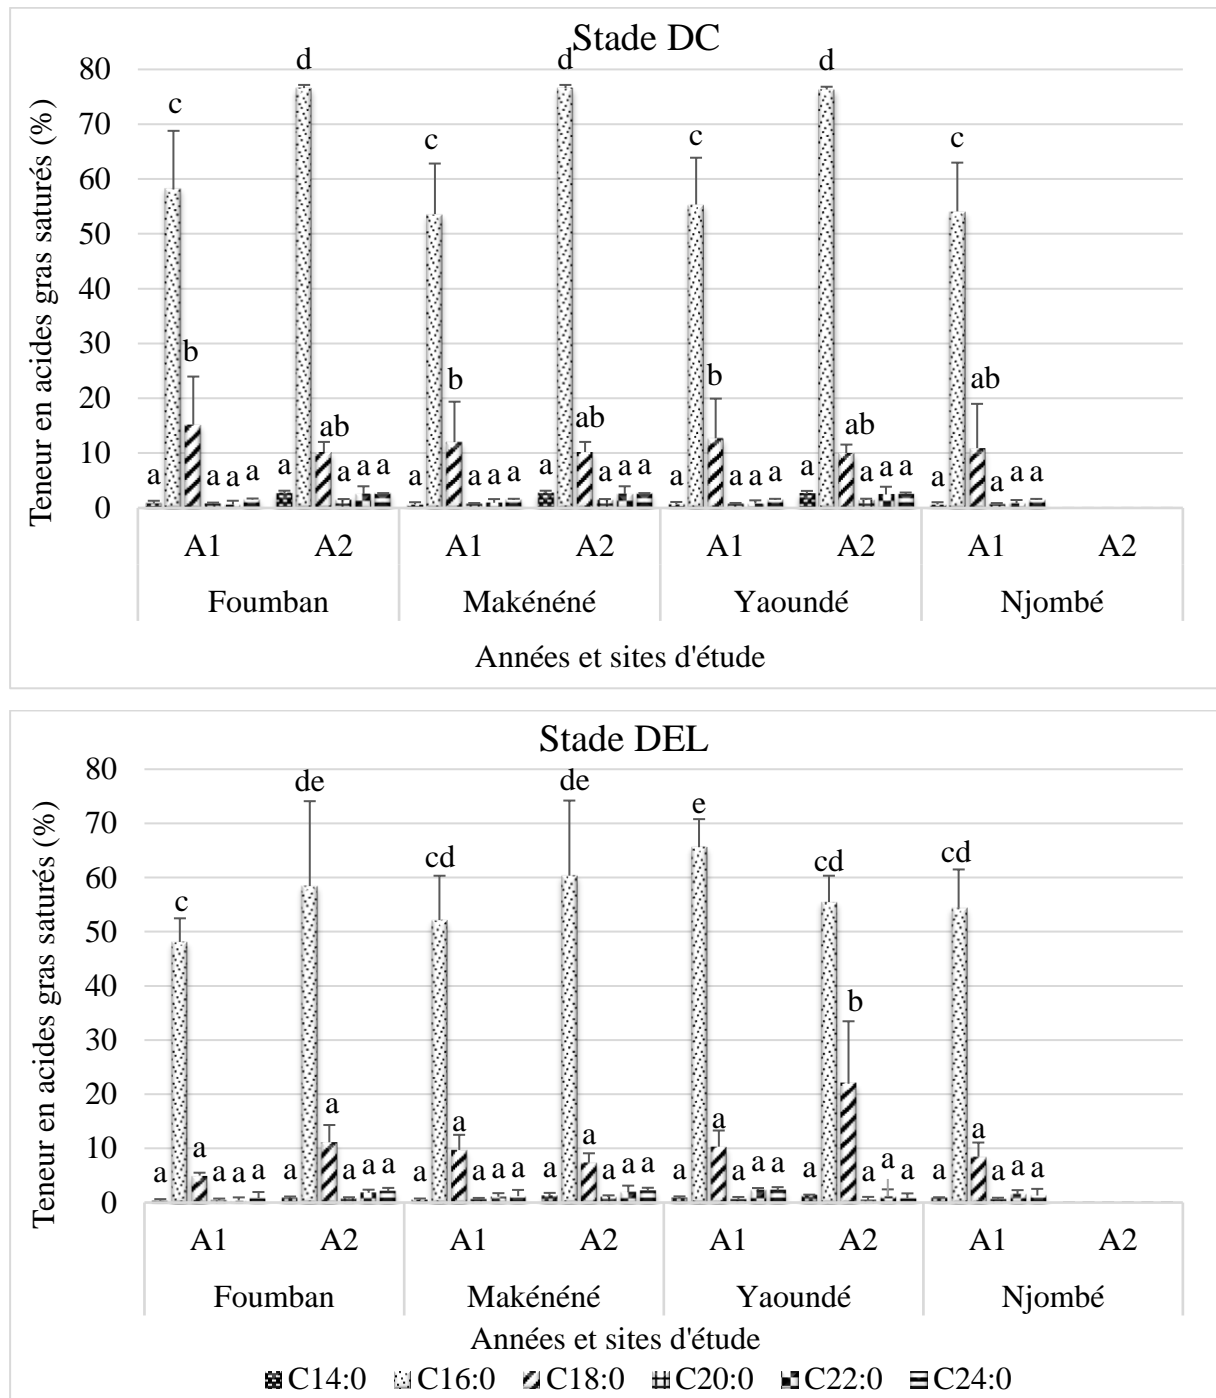 Stade DC
Teneur en acides gras saturés (%)
80
70
60
50
40
30
20
10
0
a c b a a a
a d ab a a a
a c b a a a
a d ab a a a
a c b a a a
a d ab a a a
a c ab a a a
A1 A2 A1 A2 A1 A2 A1 A2
Foumban Makénéné Yaoundé Njombé
Années et sites d'étude
Stade DEL
Teneur en acides gras saturés (%)
80
70
60
50
40
30
20
10
0
a c a a a a
a de a a a a
a cd a a a a
a de a a a a
a e a a a a
a cd b a a a
a cd a a a a
A1 A2 A1 A2 A1 A2 A1 A2
Foumban Makénéné Yaoundé Njombé
Années et sites d'étude
C14:0 C16:0 C18:0 C20:0 C22:0 C24:0